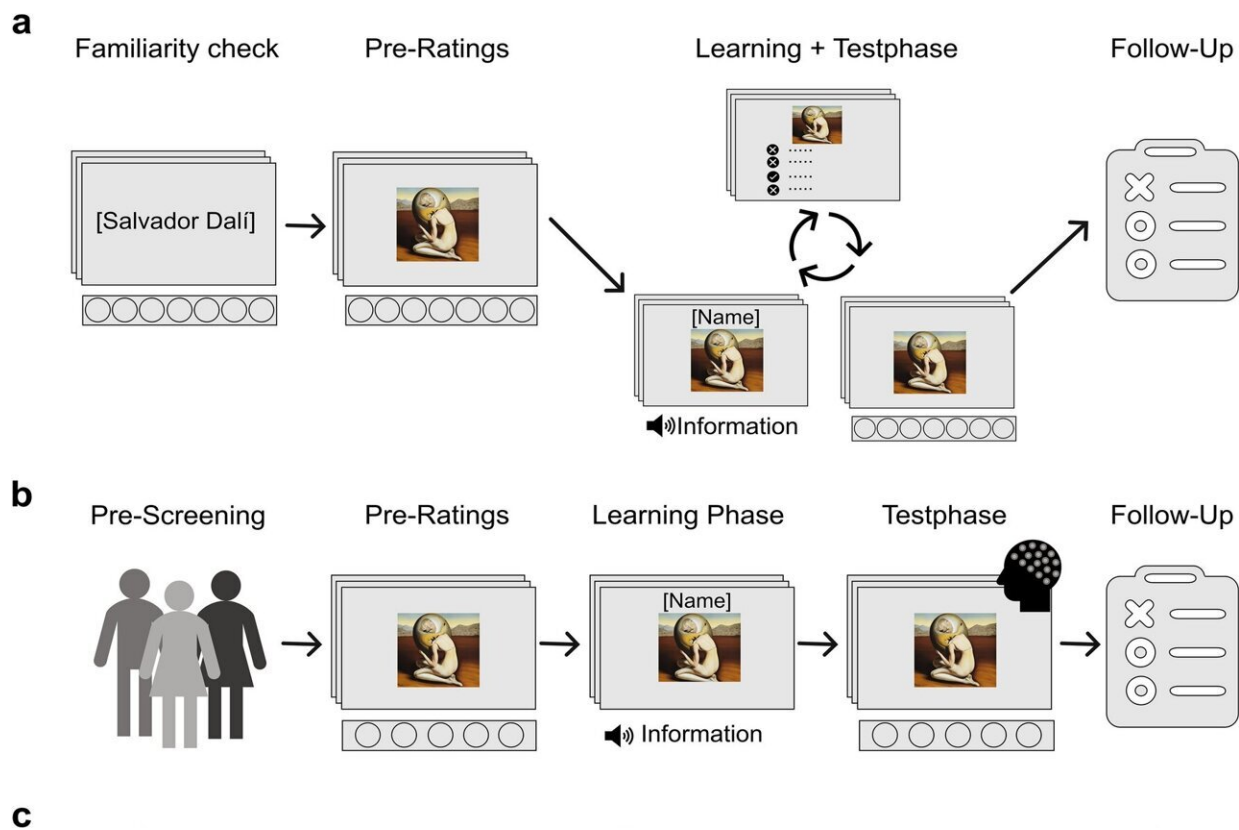 a
Familiarity check
Pre-Ratings
Learning + Testphase
Follow-Up
[Salvador Dalí]
[Name]
Information
b
Pre-Screening
Pre-Ratings
Learning Phase
Testphase
Follow-Up
[Name]
Information
c